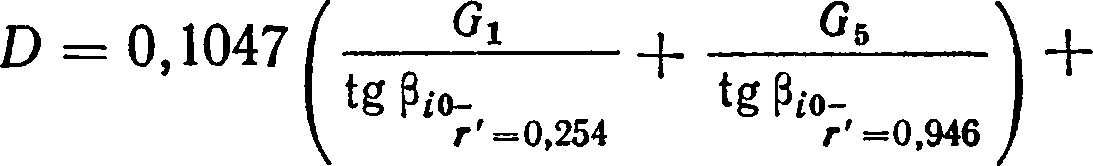 D = 0,1047 ( G₁ / tg β_{i0-r′=0,254} + G₅ / tg β_{i0-r′=0,946} ) +